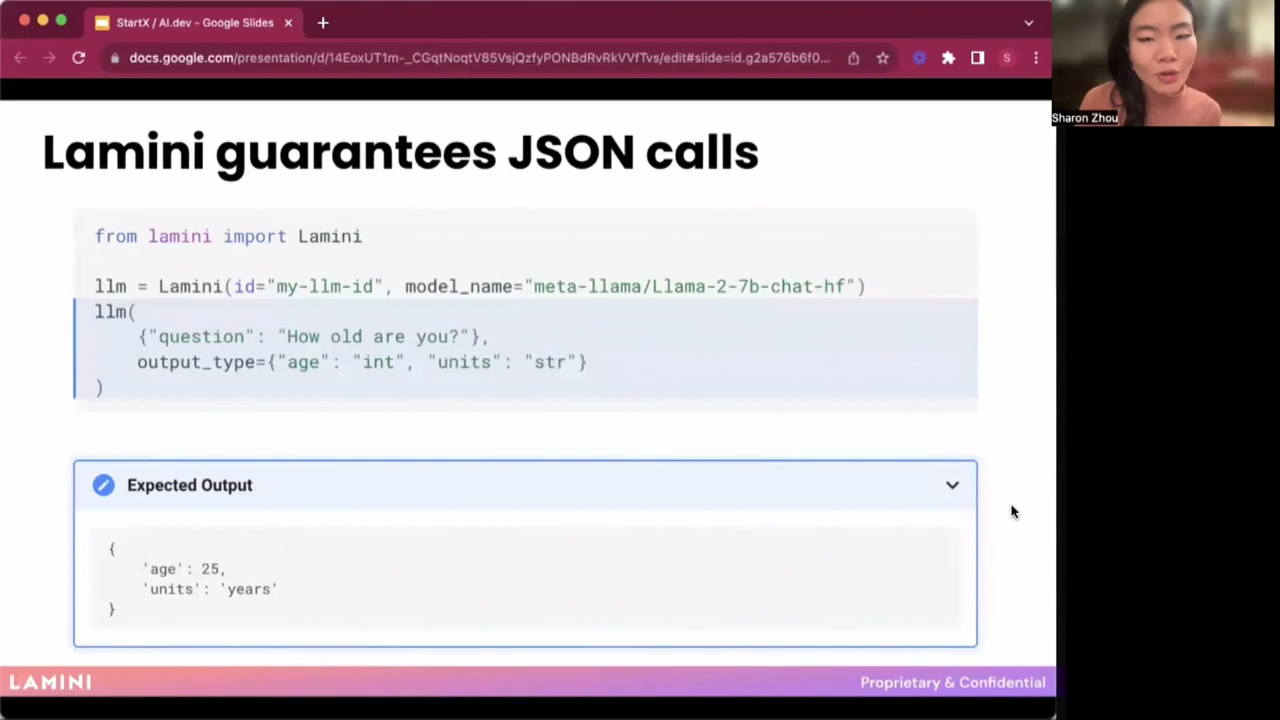 StartX / AI.dev - Google Slides
docs.google.com/presentation/d/14EoxUT1m-_CGqtNoqtV85VsjQzfyPONBdRvRkVVfTvs/edit#slide=id.g2a576b6f0...
S
Sharon Zhou
Lamini guarantees JSON calls
from lamini import Lamini
llm = Lamini(id="my-llm-id", model_name="meta-llama/Llama-2-7b-chat-hf")
llm(
{"question": "How old are you?"},
output_type={"age": "int", "units": "str"}
)
Expected Output
{
'age': 25,
'units': 'years'
}
LAMINI
Proprietary & Confidential